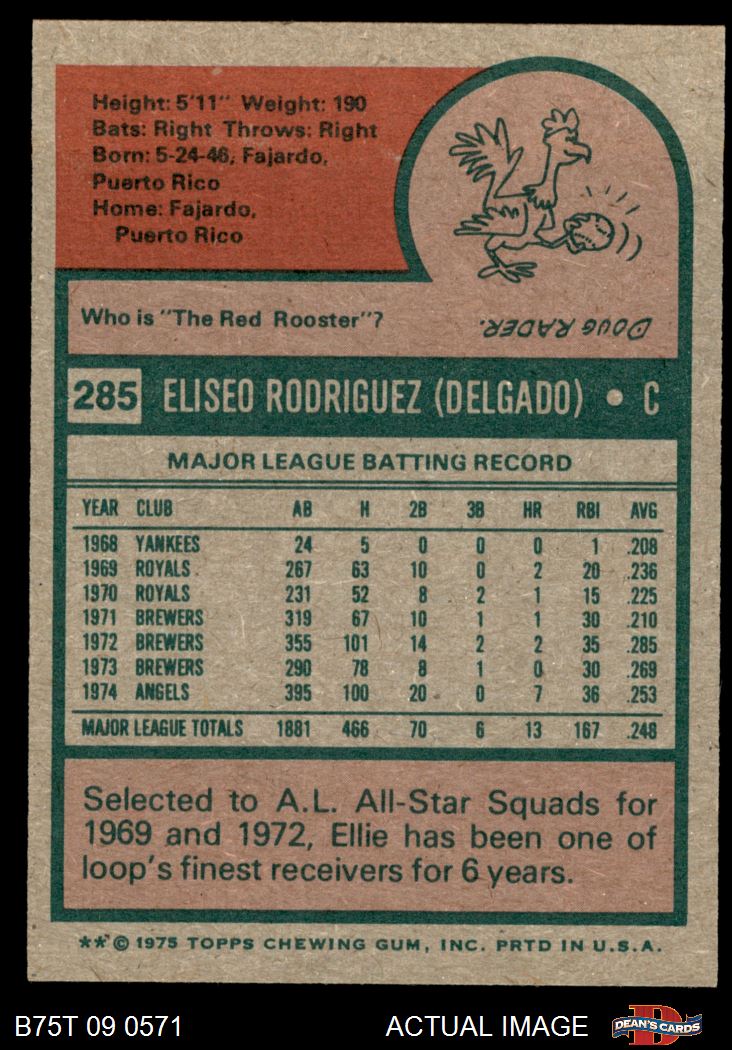 Height: 5'11" Weight: 190
Bats: Right Throws: Right
Born: 5-24-46, Fajardo,
Puerto Rico
Home: Fajardo,
Puerto Rico
Who is "The Red Rooster"?
DOUG RADER.
285 ELISEO RODRIGUEZ (DELGADO) • C
MAJOR LEAGUE BATTING RECORD
YEAR CLUB AB H 2B 3B HR RBI AVG
1968 YANKEES 24 5 0 0 0 1 .208
1969 ROYALS 267 63 10 0 2 20 .236
1970 ROYALS 231 52 8 2 1 15 .225
1971 BREWERS 319 67 10 1 1 30 .210
1972 BREWERS 355 101 14 2 2 35 .285
1973 BREWERS 290 78 8 1 0 30 .269
1974 ANGELS 395 100 20 0 7 36 .253
MAJOR LEAGUE TOTALS 1881 466 70 6 13 167 .248
Selected to A.L. All-Star Squads for
1969 and 1972, Ellie has been one of
loop's finest receivers for 6 years.
**© 1975 TOPPS CHEWING GUM, INC. PRTD IN U.S.A.
B75T 09 0571 ACTUAL IMAGE DEAN'S CARDS